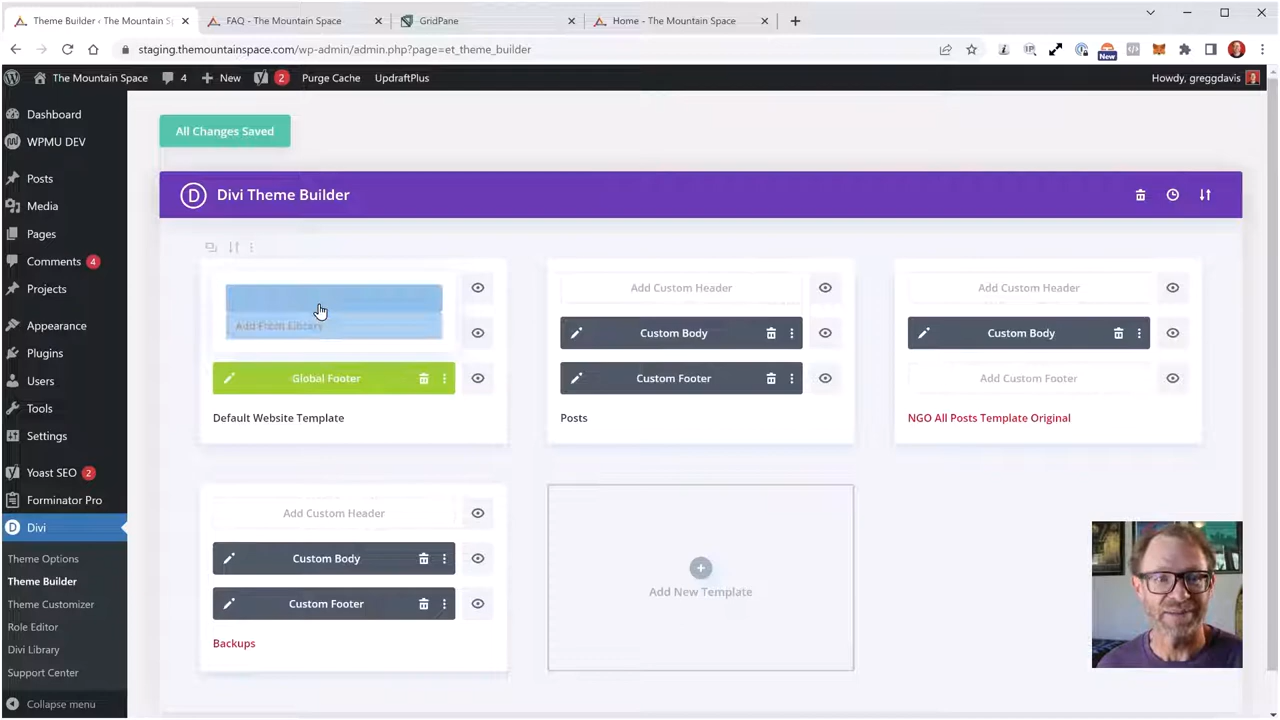 Theme Builder ‹ The Mountain S
FAQ - The Mountain Space
GridPane
Home - The Mountain Space
staging.themountainspace.com/wp-admin/admin.php?page=et_theme_builder
New
The Mountain Space
4
New
2
Purge Cache
UpdraftPlus
Howdy, greggdavis
Dashboard
WPMU DEV
Posts
Media
Pages
Comments 4
Projects
Appearance
Plugins
Users
Tools
Settings
Yoast SEO 2
Forminator Pro
Divi
Theme Options
Theme Builder
Theme Customizer
Role Editor
Divi Library
Support Center
Collapse menu
All Changes Saved
D Divi Theme Builder
Add From Library
Global Footer
Default Website Template
Add Custom Header
Custom Body
Custom Footer
Posts
Add Custom Header
Custom Body
Add Custom Footer
NGO All Posts Template Original
Add Custom Header
Custom Body
Custom Footer
Backups
Add New Template